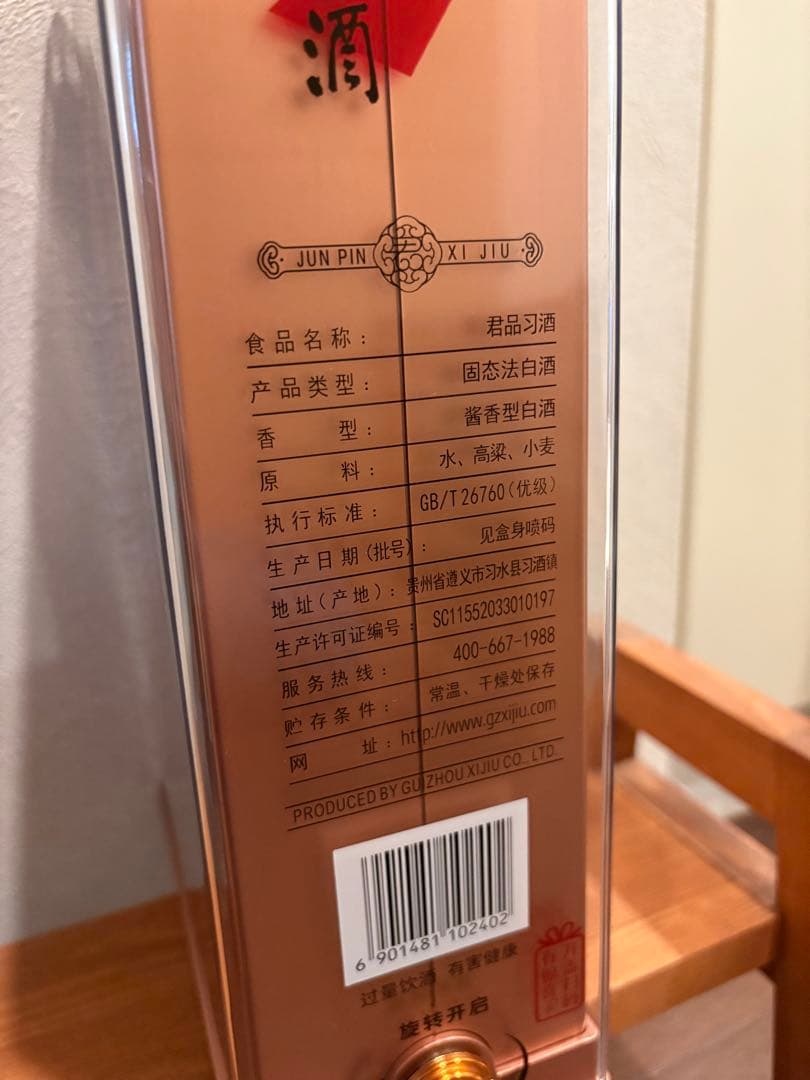 酒
JUN PIN XI JIU
食品名称： 君品习酒
产品类型： 固态法白酒
香型： 酱香型白酒
原料： 水、高粱、小麦
执行标准： GB/T 26760（优级）
生产日期（批号）： 见盒身喷码
地址（产地）： 贵州省遵义市习水县习酒镇
生产许可证编号： SC11552033010197
服务热线： 400-667-1988
贮存条件： 常温、干燥处保存
网址： http://www.gzxijiu.com
PRODUCED BY GUIZHOU XIJIU CO., LTD.
6 901481 102402
过量饮酒 有害健康
旋转开启